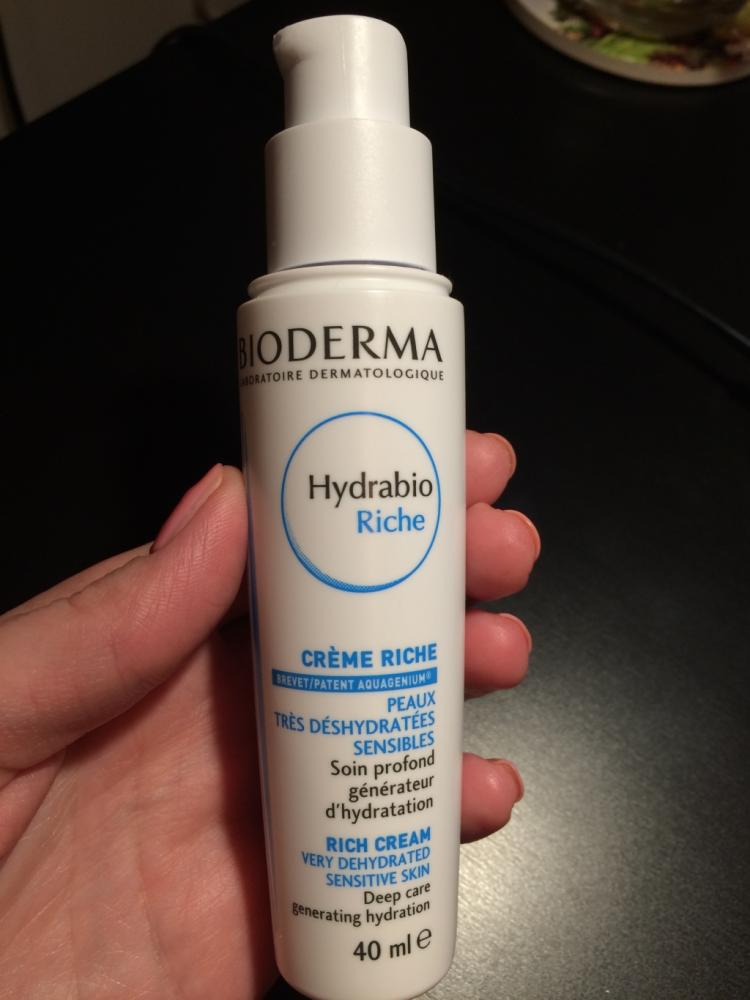 BIODERMA
LABORATOIRE DERMATOLOGIQUE
Hydrabio
Riche
CRÈME RICHE
BREVET/PATENT AQUAGENIUM®
PEAUX
TRÈS DÉSHYDRATÉES
SENSIBLES
Soin profond
générateur
d'hydratation
RICH CREAM
VERY DEHYDRATED
SENSITIVE SKIN
Deep care
generating hydration
40 ml e